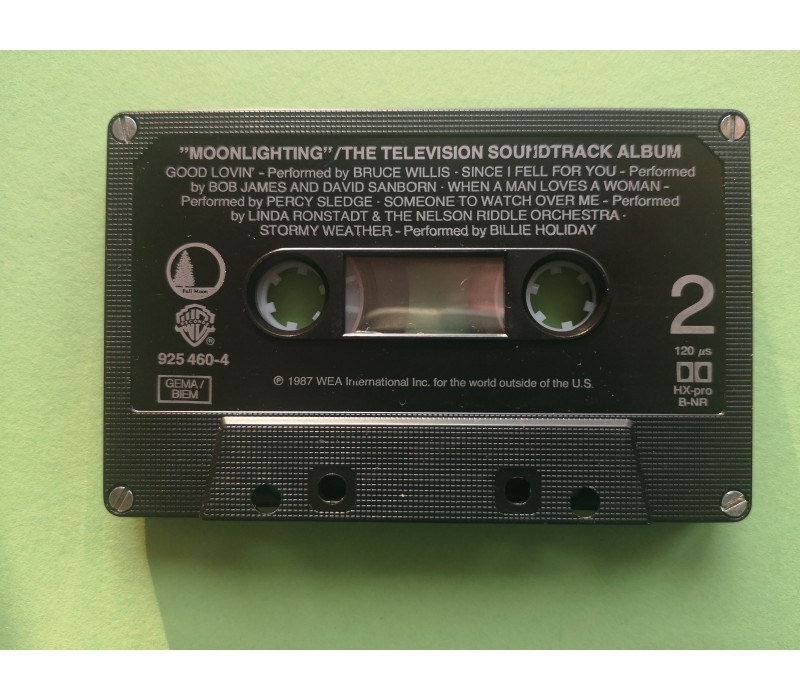 "MOONLIGHTING"/THE TELEVISION SOUNDTRACK ALBUM
GOOD LOVIN' - Performed by BRUCE WILLIS · SINCE I FELL FOR YOU - Performed
by BOB JAMES AND DAVID SANBORN · WHEN A MAN LOVES A WOMAN -
Performed by PERCY SLEDGE · SOMEONE TO WATCH OVER ME - Performed
by LINDA RONSTADT & THE NELSON RIDDLE ORCHESTRA ·
STORMY WEATHER - Performed by BILLIE HOLIDAY
Full Moon
RECORDS
®
925 460-4
GEMA/
BIEM
2
120 µs
HX-pro
B-NR
℗ 1987 WEA International Inc. for the world outside of the U.S.